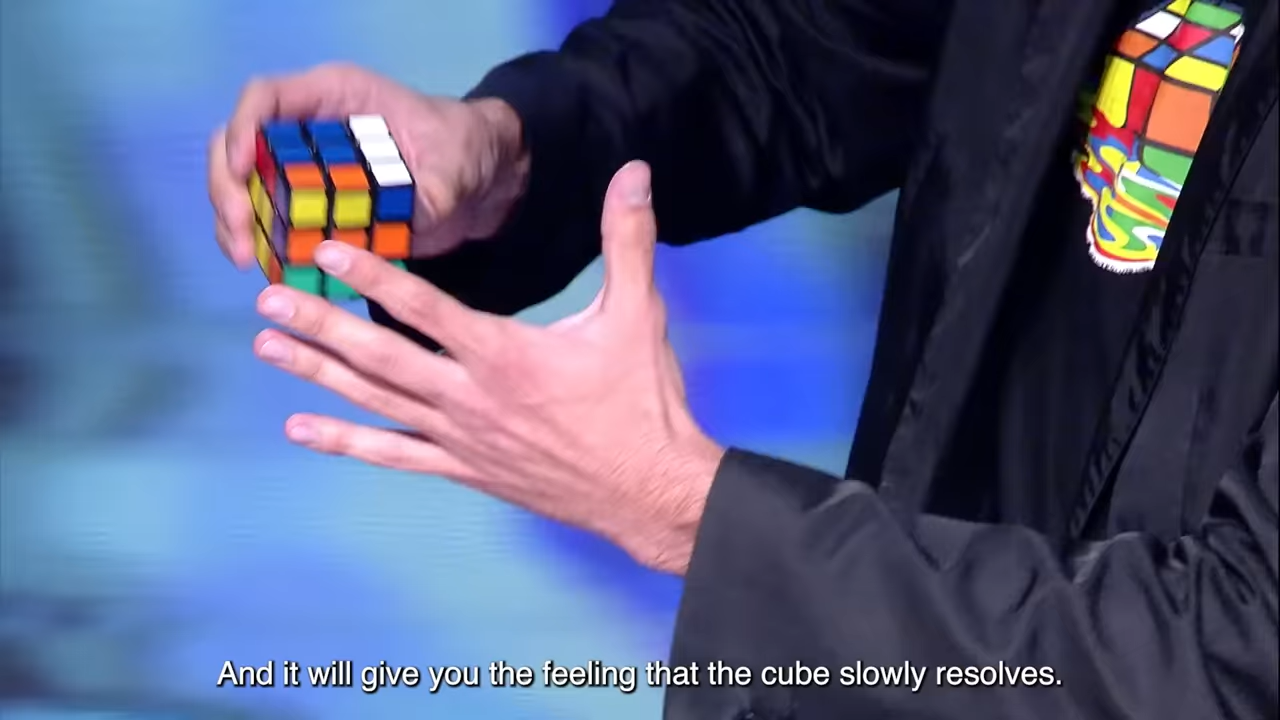 And it will give you the feeling that the cube slowly resolves.